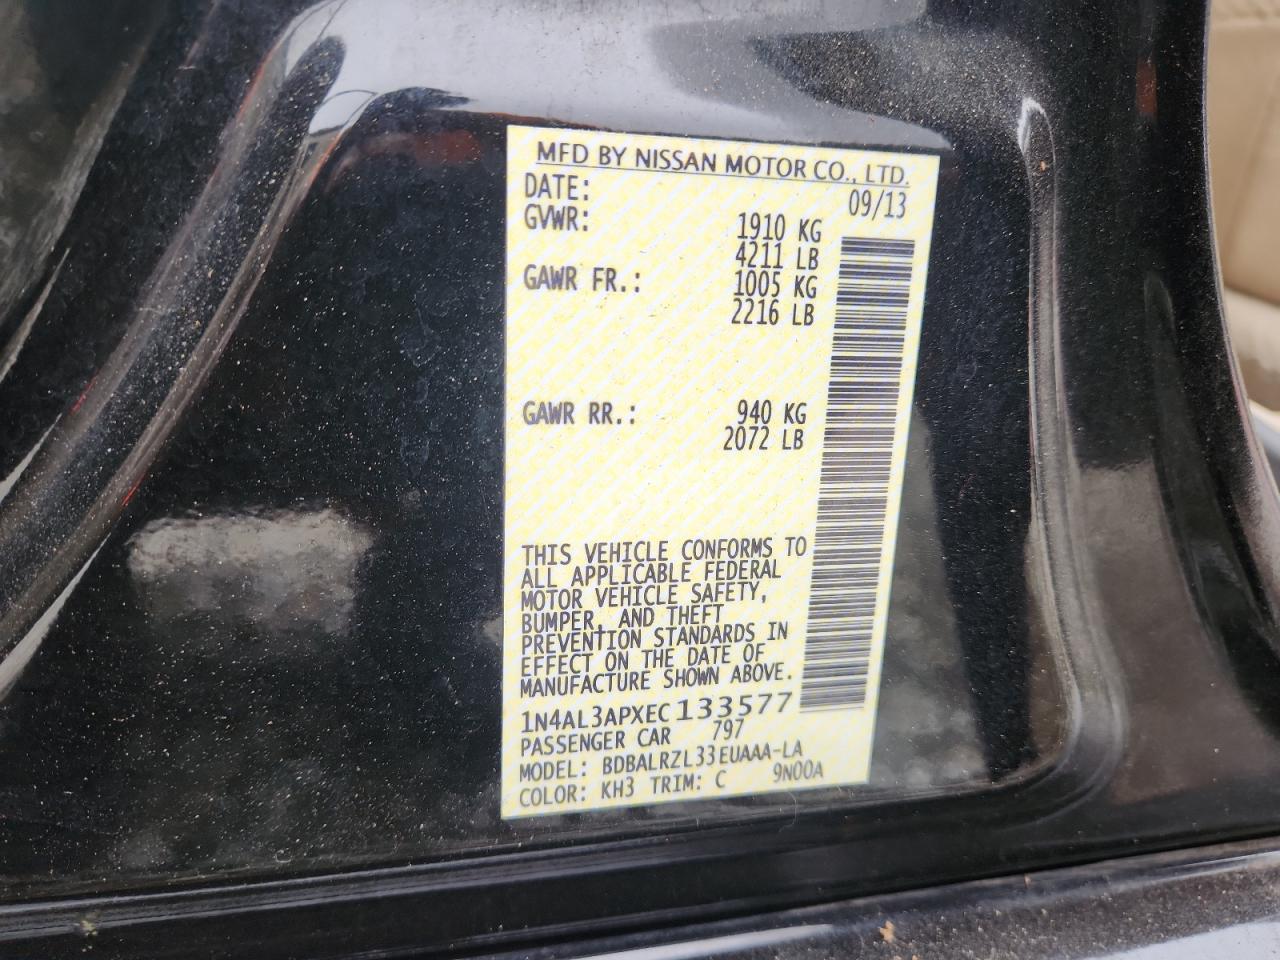 MFD BY NISSAN MOTOR CO., LTD.
DATE: 09/13
GVWR: 1910 KG
4211 LB
GAWR FR.: 1005 KG
2216 LB
GAWR RR.: 940 KG
2072 LB
THIS VEHICLE CONFORMS TO
ALL APPLICABLE FEDERAL
MOTOR VEHICLE SAFETY,
BUMPER, AND THEFT
PREVENTION STANDARDS IN
EFFECT ON THE DATE OF
MANUFACTURE SHOWN ABOVE.
1N4AL3APXEC133577
PASSENGER CAR 797
MODEL: BDBALRZL33EUAAA-LA
COLOR: KH3 TRIM: C 9N00A